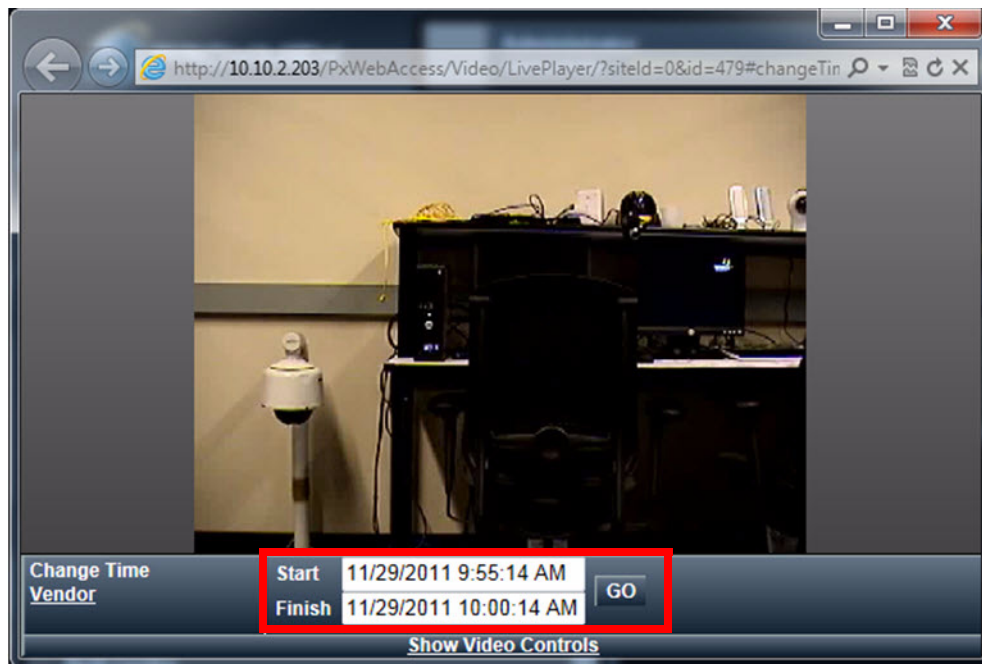 http://10.10.2.203/PxWebAccess/Video/LivePlayer/?siteId=0&id=479#changeTin
Change Time
Vendor
Start 11/29/2011 9:55:14 AM
Finish 11/29/2011 10:00:14 AM
GO
Show Video Controls